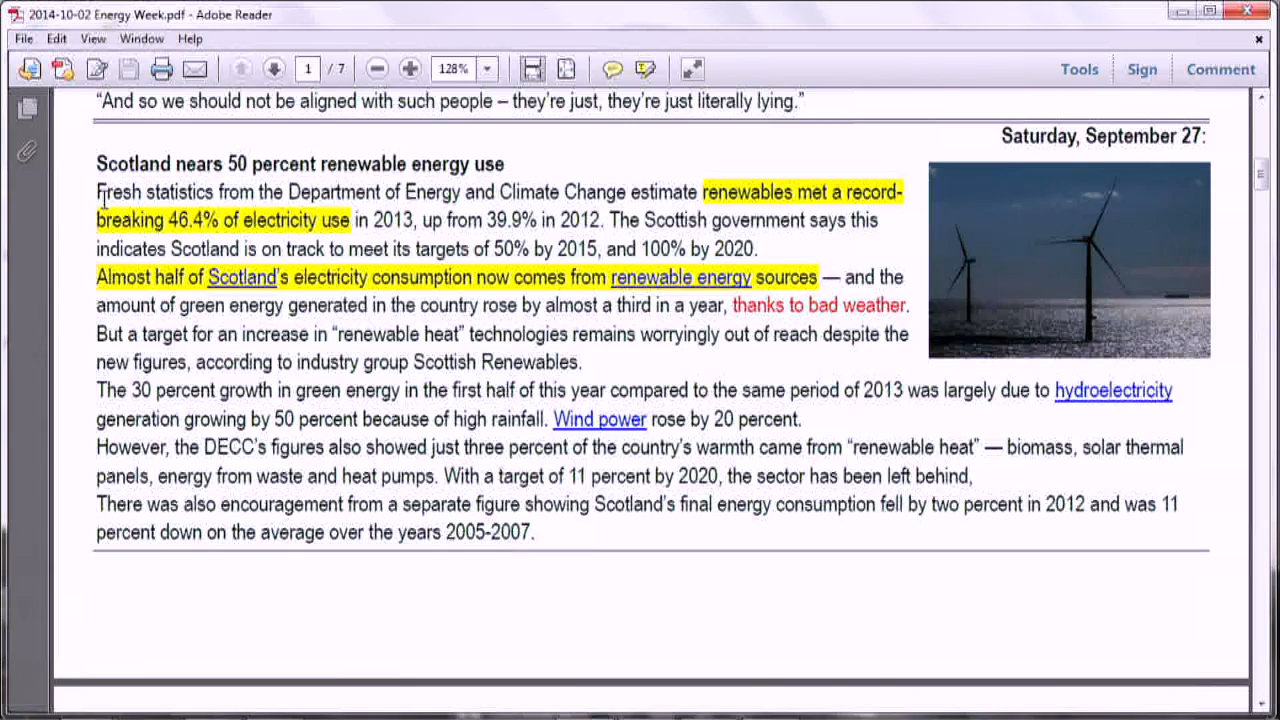 2014-10-02 Energy Week.pdf - Adobe Reader
File Edit View Window Help
1 / 7 128% Tools Sign Comment
“And so we should not be aligned with such people – they’re just, they’re just literally lying.”
Saturday, September 27:
Scotland nears 50 percent renewable energy use
Fresh statistics from the Department of Energy and Climate Change estimate renewables met a record-
breaking 46.4% of electricity use in 2013, up from 39.9% in 2012. The Scottish government says this
indicates Scotland is on track to meet its targets of 50% by 2015, and 100% by 2020.
Almost half of Scotland’s electricity consumption now comes from renewable energy sources — and the
amount of green energy generated in the country rose by almost a third in a year, thanks to bad weather.
But a target for an increase in “renewable heat” technologies remains worryingly out of reach despite the
new figures, according to industry group Scottish Renewables.
The 30 percent growth in green energy in the first half of this year compared to the same period of 2013 was largely due to hydroelectricity
generation growing by 50 percent because of high rainfall. Wind power rose by 20 percent.
However, the DECC’s figures also showed just three percent of the country’s warmth came from “renewable heat” — biomass, solar thermal
panels, energy from waste and heat pumps. With a target of 11 percent by 2020, the sector has been left behind,
There was also encouragement from a separate figure showing Scotland’s final energy consumption fell by two percent in 2012 and was 11
percent down on the average over the years 2005-2007.